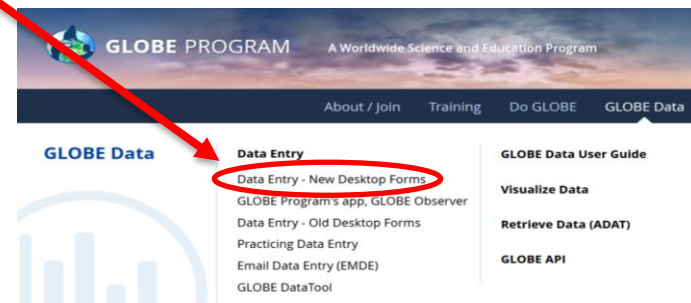 GLOBE PROGRAM
A Worldwide Science and Education Program
About / Join Training Do GLOBE GLOBE Data
GLOBE Data
Data Entry
Data Entry - New Desktop Forms
GLOBE Program's app, GLOBE Observer
Data Entry - Old Desktop Forms
Practicing Data Entry
Email Data Entry (EMDE)
GLOBE DataTool
GLOBE Data User Guide
Visualize Data
Retrieve Data (ADAT)
GLOBE API